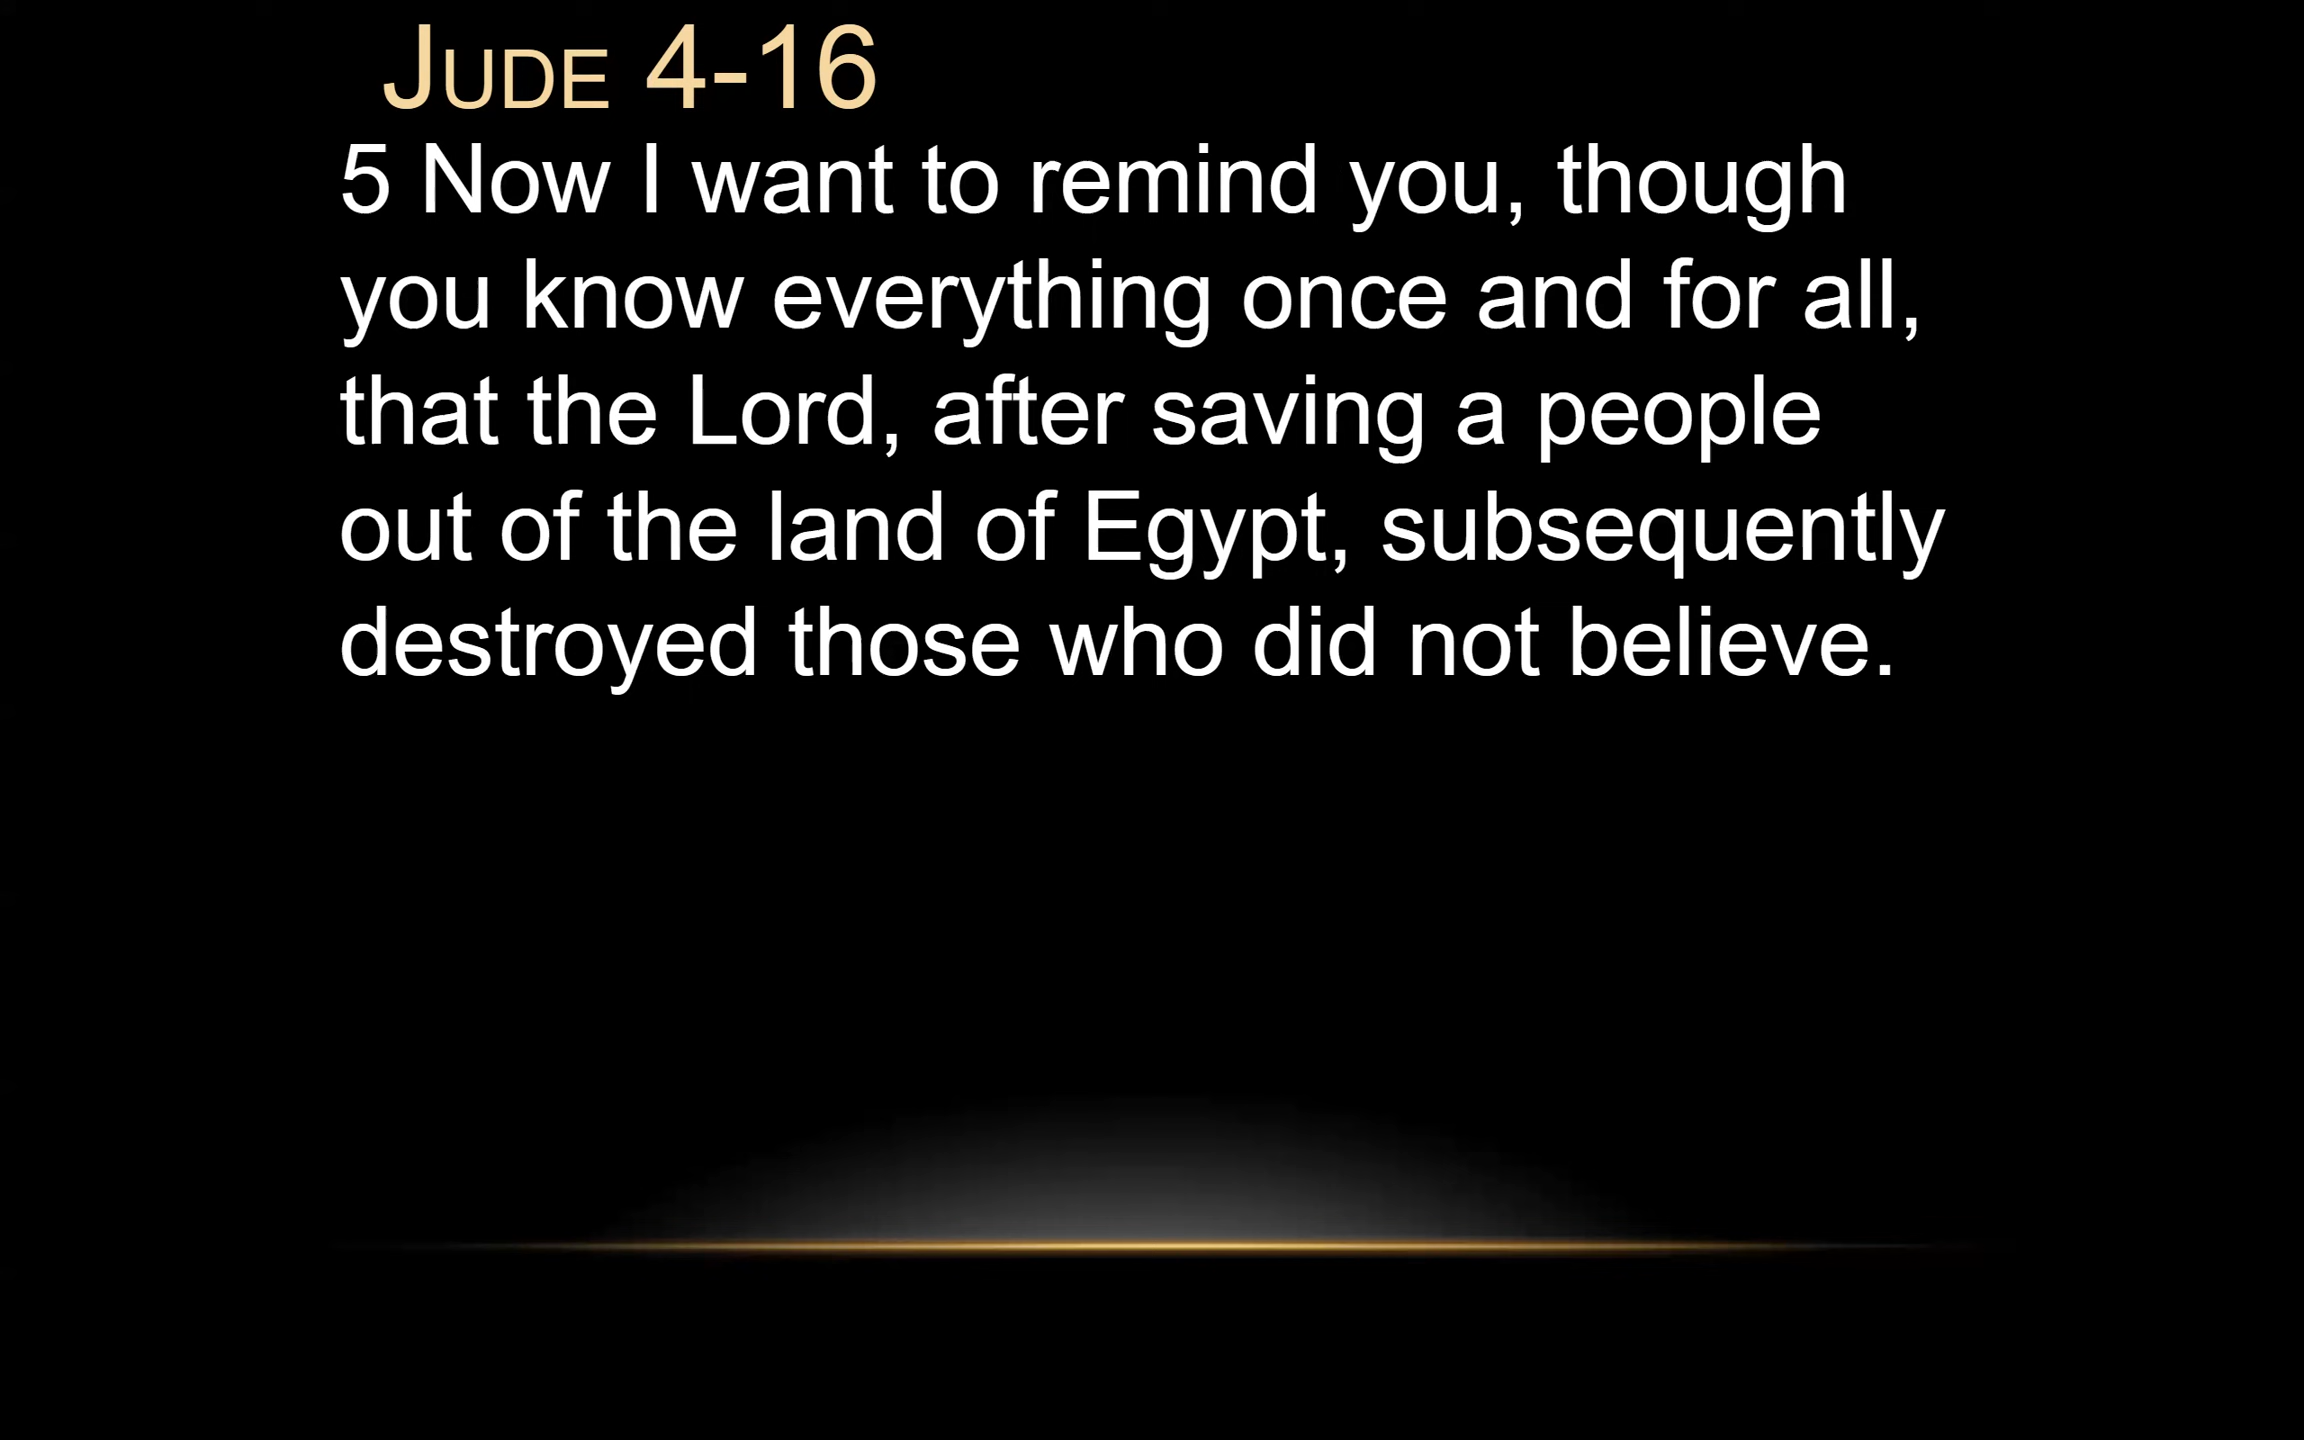 Jude 4-16
5 Now I want to remind you, though
you know everything once and for all,
that the Lord, after saving a people
out of the land of Egypt, subsequently
destroyed those who did not believe.